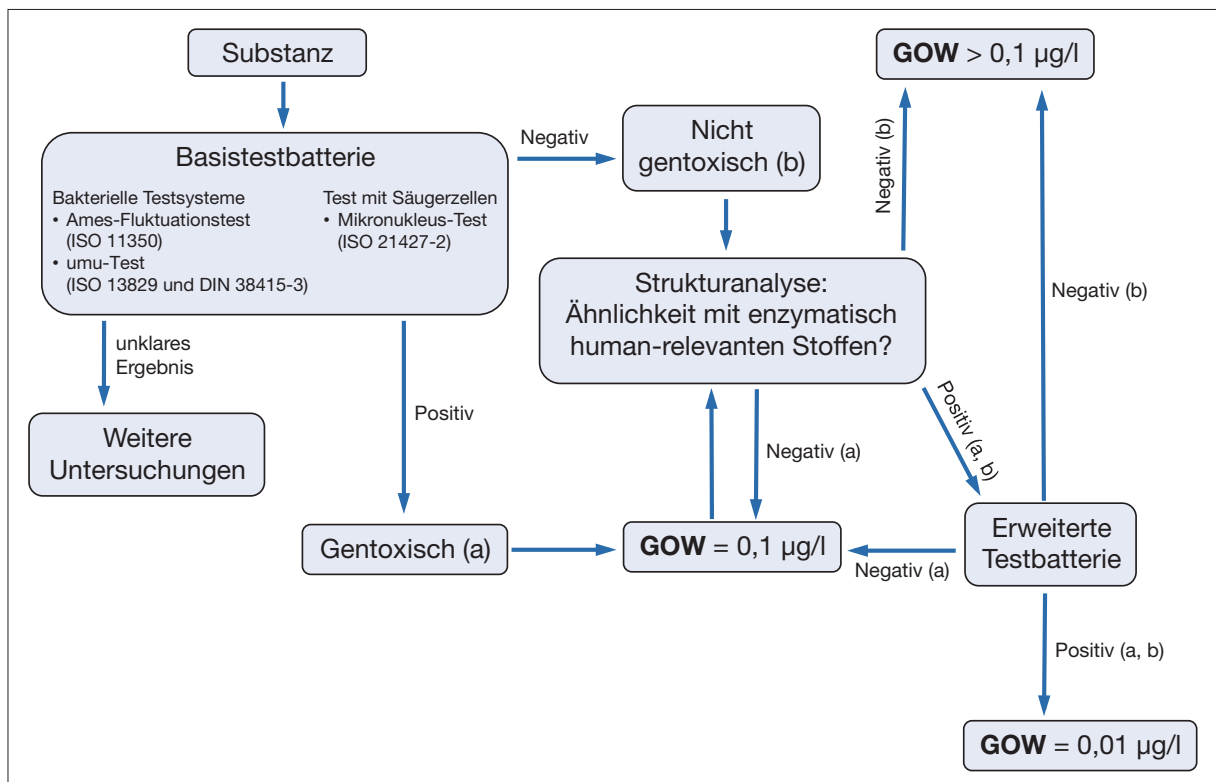 Substanz
GOW > 0,1 µg/l
Basistestbatterie
Bakterielle Testsysteme
• Ames-Fluktuationstest
(ISO 11350)
• umu-Test
(ISO 13829 und DIN 38415-3)
Test mit Säugerzellen
• Mikronukleus-Test
(ISO 21427-2)
Negativ
Nicht
gentoxisch (b)
Negativ (b)
Negativ (b)
Strukturanalyse:
Ähnlichkeit mit enzymatisch
human-relevanten Stoffen?
unklares
Ergebnis
Positiv
Weitere
Untersuchungen
Negativ (a)
Positiv (a, b)
Gentoxisch (a)
GOW = 0,1 µg/l
Negativ (a)
Erweiterte
Testbatterie
Positiv (a, b)
GOW = 0,01 µg/l